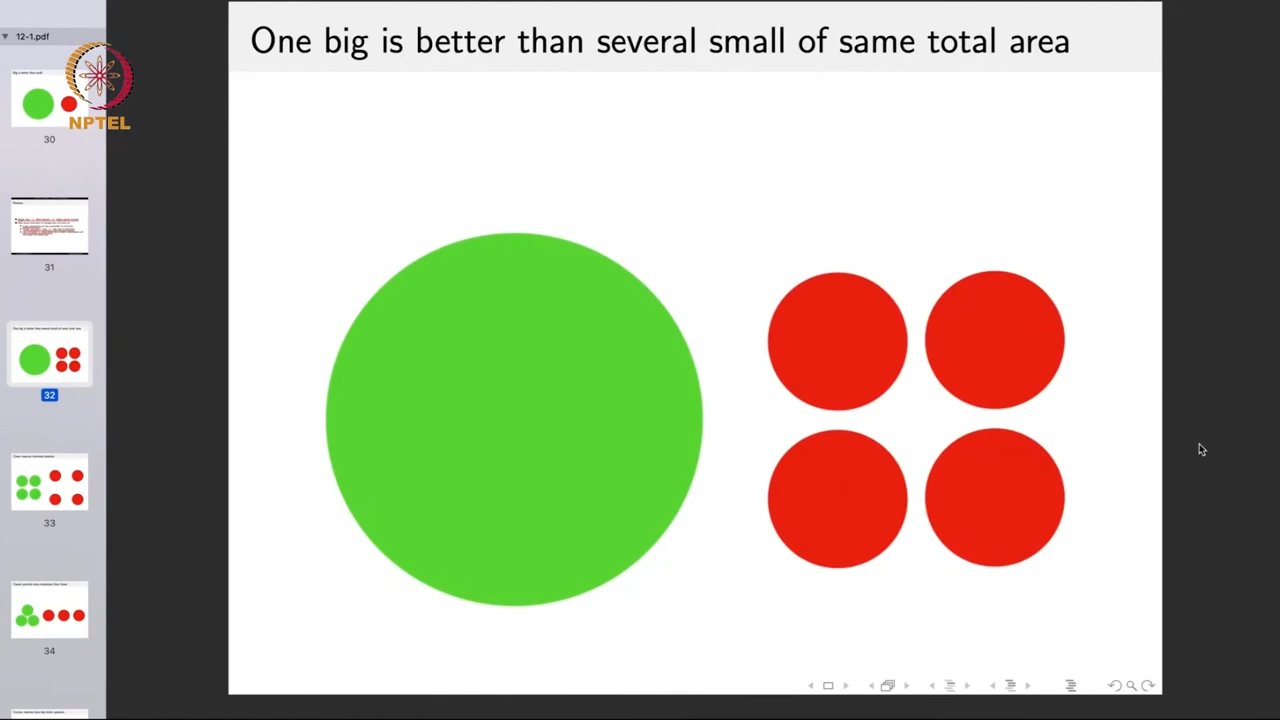 12-1.pdf
NPTEL
One big is better than several small of same total area
30
31
32
33
34